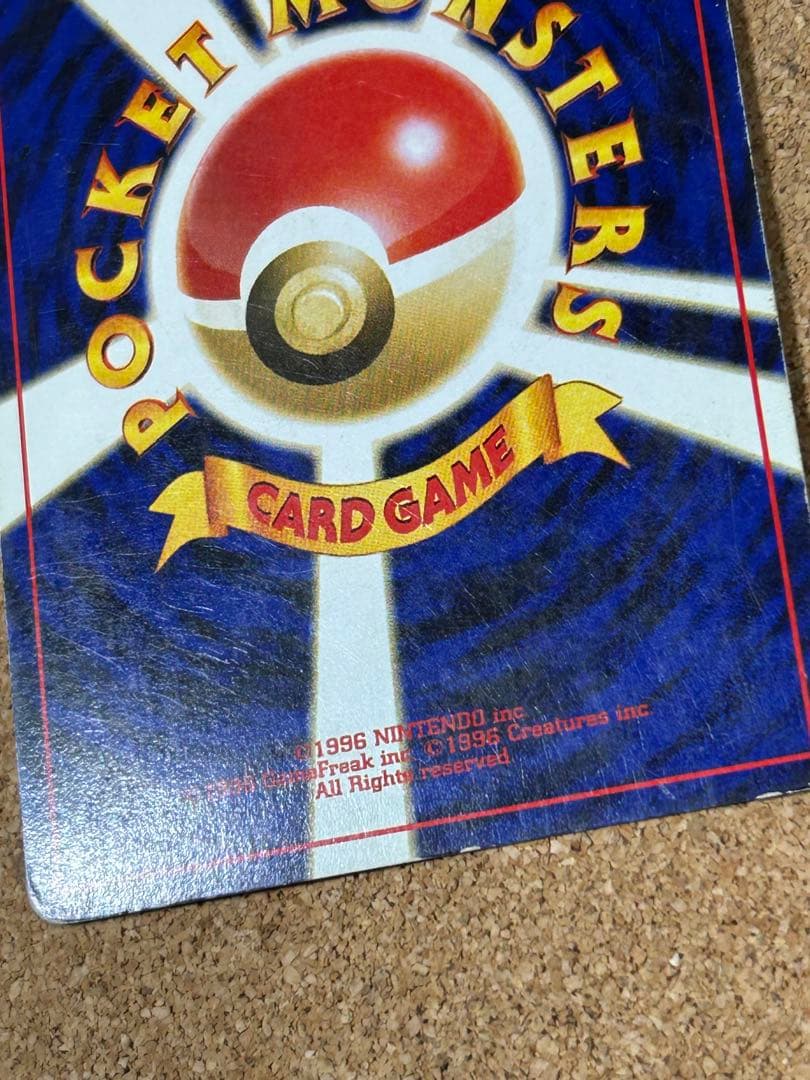 POCKET MONSTERS
CARD GAME
©1996 NINTENDO inc.
© GameFreak inc. ©1996 Creatures inc.
All Rights reserved.